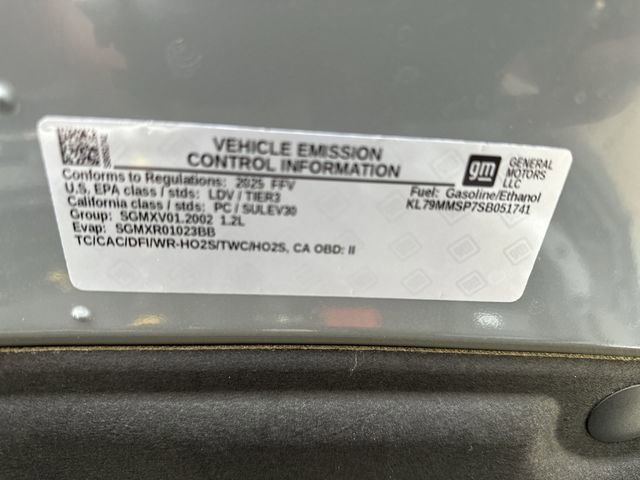 VEHICLE EMISSION
CONTROL INFORMATION
gm
GENERAL
MOTORS
LLC
Conforms to Regulations: 2025 FFV
Fuel: Gasoline/Ethanol
U.S. EPA class / stds: LDV / TIER3
KL79MMSP7SB051741
California class / stds: PC / SULEV30
Group: SGMXV01.2002 1.2L
Evap: SGMXR01023BB
TC/CAC/DFI/WR-HO2S/TWC/HO2S, CA OBD: II